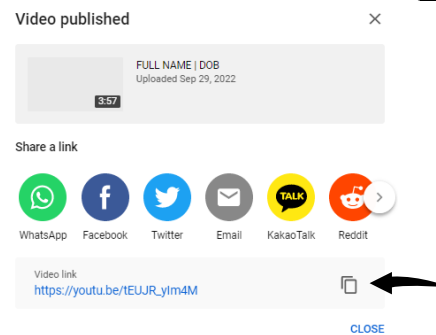 Video published
FULL NAME | DOB
Uploaded Sep 29, 2022
3:57
Share a link
TALK
WhatsApp Facebook Twitter Email KakaoTalk Reddit
Video link
https://youtu.be/tEUJR_yIm4M
CLOSE